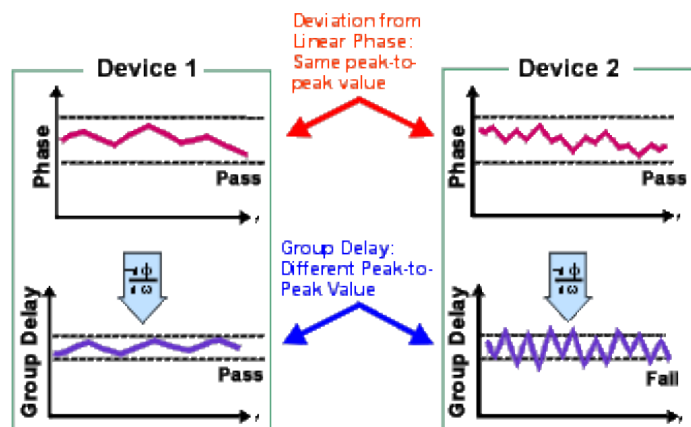 Deviation from
Linear Phase:
Same peak-to-
peak value
Device 1
Device 2
Phase
Pass
Phase
Pass
Group Delay:
Different Peak-to-
Peak Value
Group Delay
Pass
Group Delay
Fail